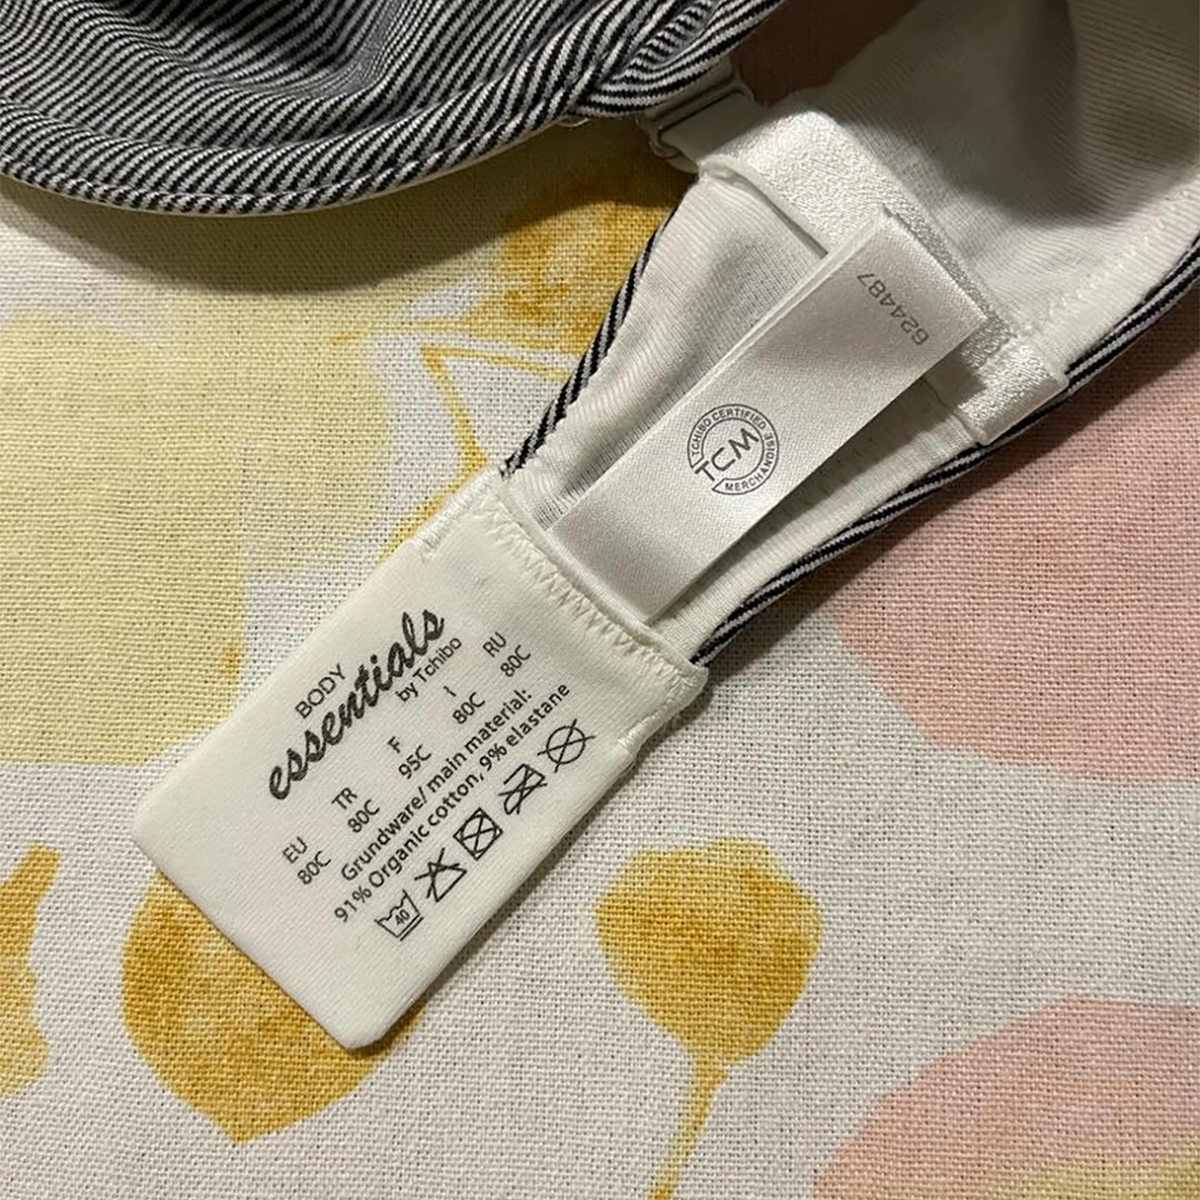 BODY
essentials
by Tchibo
EU TR F I RU
80C 80C 95C 80C 80C
Grundware/ main material:
91% Organic cotton, 9% elastane
40
TCHIBO CERTIFIED
TCM
MERCHANDISE
624487